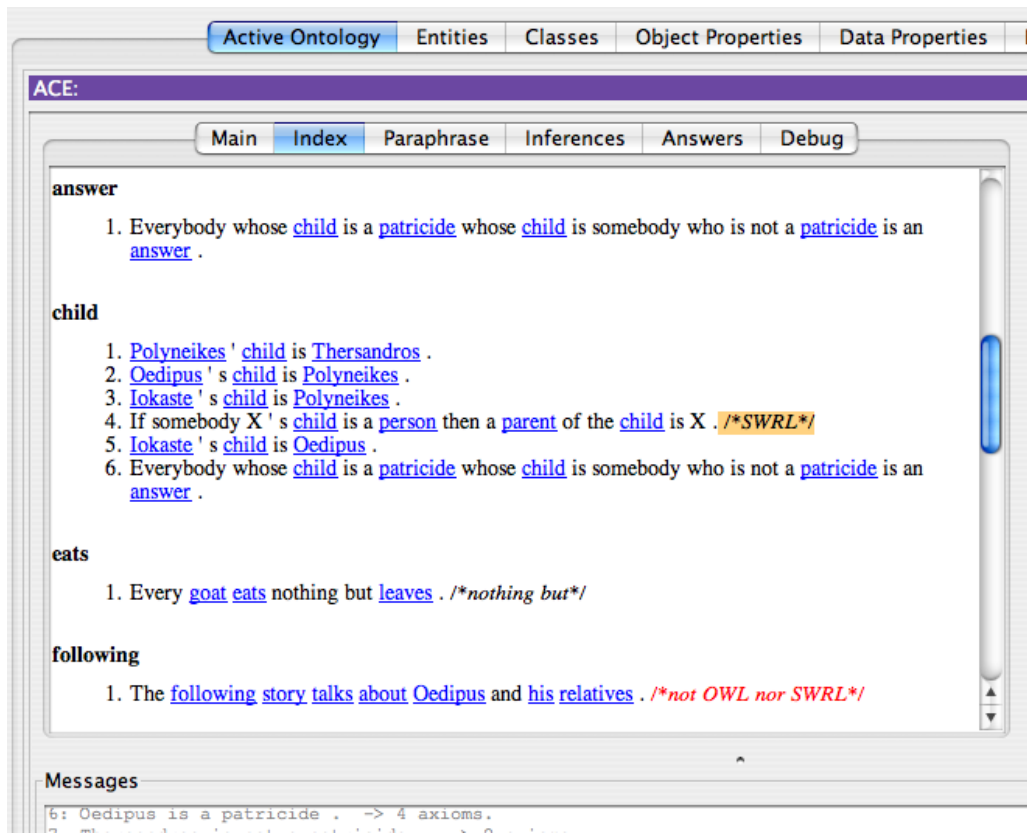 Active Ontology Entities Classes Object Properties Data Properties
ACE:
Main Index Paraphrase Inferences Answers Debug
answer
1. Everybody whose child is a patricide whose child is somebody who is not a patricide is an
answer .
child
1. Polyneikes ' child is Thersandros .
2. Oedipus ' s child is Polyneikes .
3. Iokaste ' s child is Polyneikes .
4. If somebody X ' s child is a person then a parent of the child is X . /*SWRL*/
5. Iokaste ' s child is Oedipus .
6. Everybody whose child is a patricide whose child is somebody who is not a patricide is an
answer .
eats
1. Every goat eats nothing but leaves . /*nothing but*/
following
1. The following story talks about Oedipus and his relatives . /*not OWL nor SWRL*/
Messages
6: Oedipus is a patricide . -> 4 axioms.